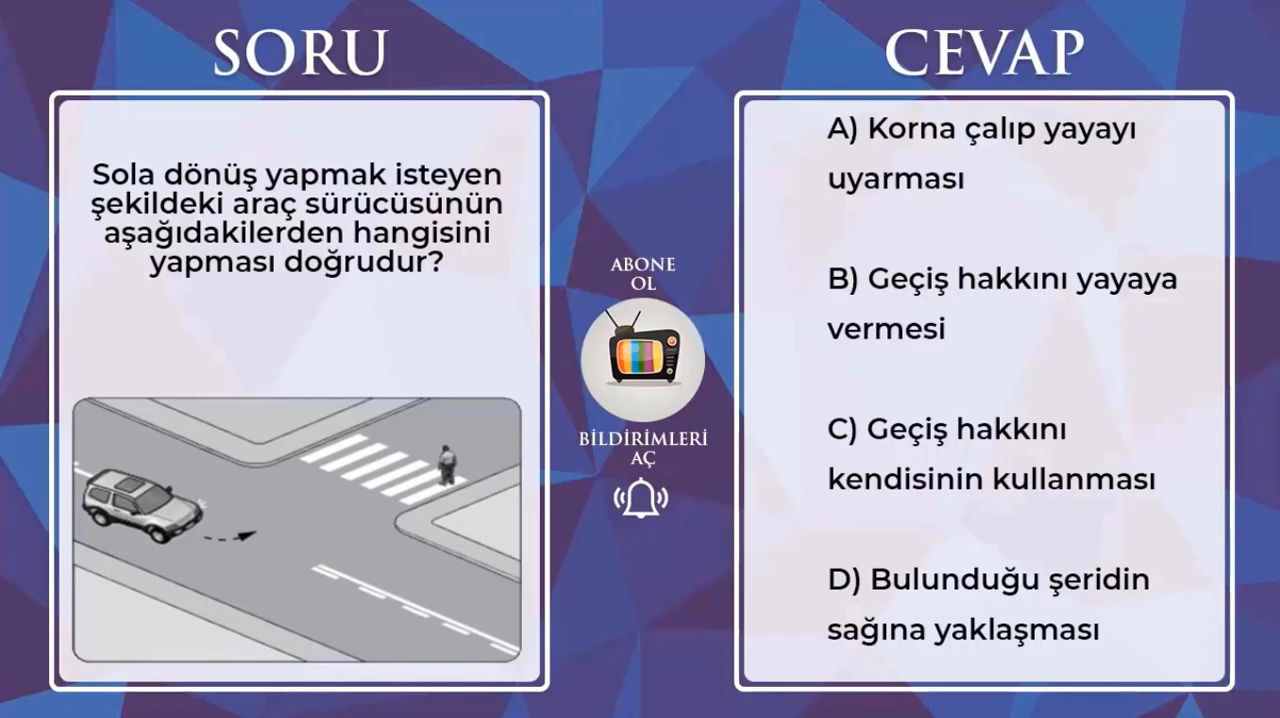 SORU
Sola dönüş yapmak isteyen
şekildeki araç sürücüsünün
aşağıdakilerden hangisini
yapması doğrudur?
ABONE
OL
BİLDİRİMLERİ
AÇ
CEVAP
A) Korna çalıp yayayı
uyarması
B) Geçiş hakkını yayaya
vermesi
C) Geçiş hakkını
kendisinin kullanması
D) Bulunduğu şeridin
sağına yaklaşması